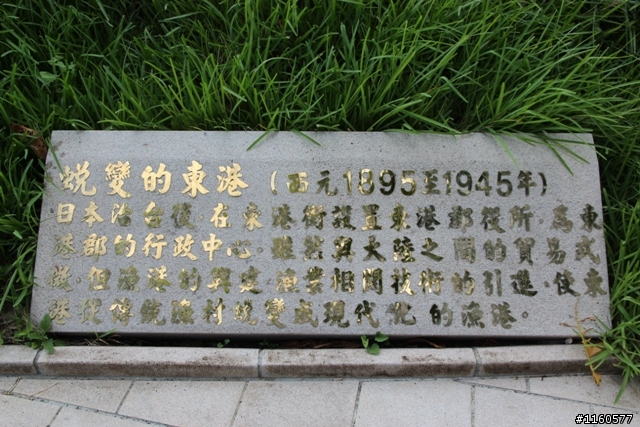 蛻變的東港（西元1895至1945年）
日本治台後，在東港街設置東港郡役所，為東
港郡的行政中心，雖然與大陸之間的貿易式
微，但漁港的興建，漁業相關技術的引進，使東
港從傳統漁村蛻變成現代化的漁港。
#1160577